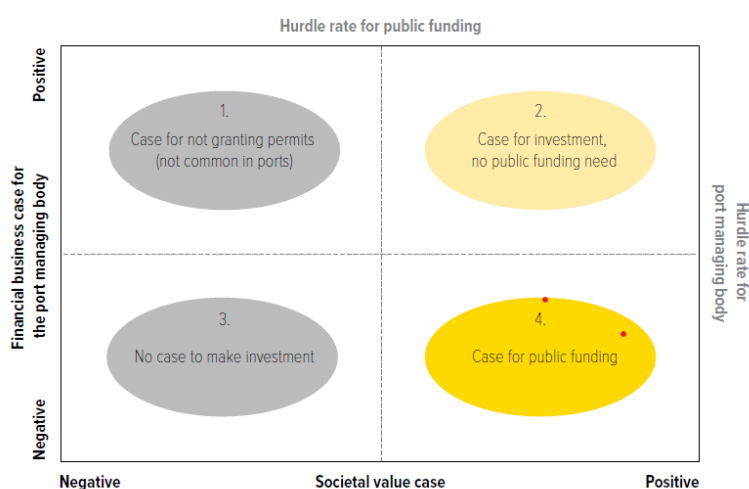 Hurdle rate for public funding
Positive
1.
Case for not granting permits
(not common in ports)
2.
Case for investment,
no public funding need
Financial business case for
the port managing body
Hurdle rate for
port managing body
3.
No case to make investment
4.
Case for public funding
Negative
Negative
Societal value case
Positive